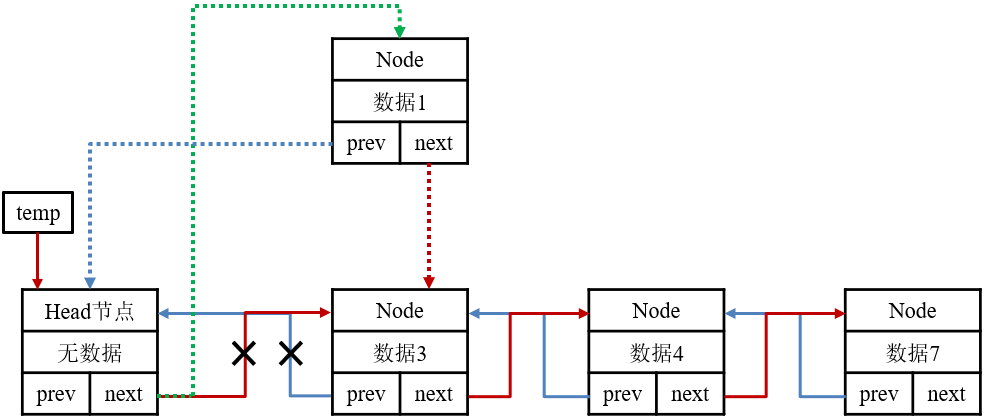 Node
数据1
prev
next
temp
Head节点
无数据
prev
next
Node
数据3
prev
next
Node
数据4
prev
next
Node
数据7
prev
next